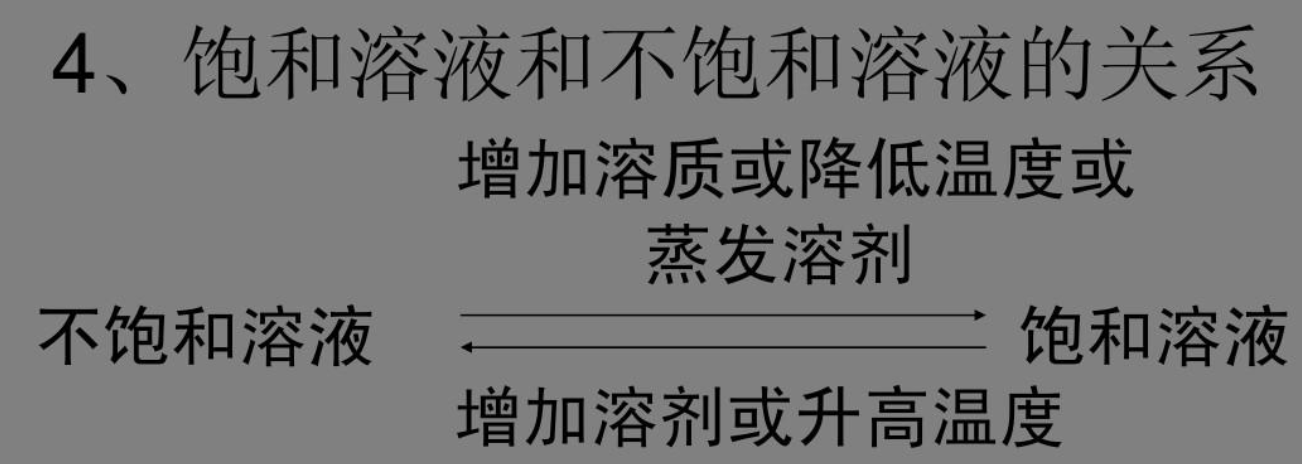 4、饱和溶液和不饱和溶液的关系
增加溶质或降低温度或
蒸发溶剂
不饱和溶液
饱和溶液
增加溶剂或升高温度